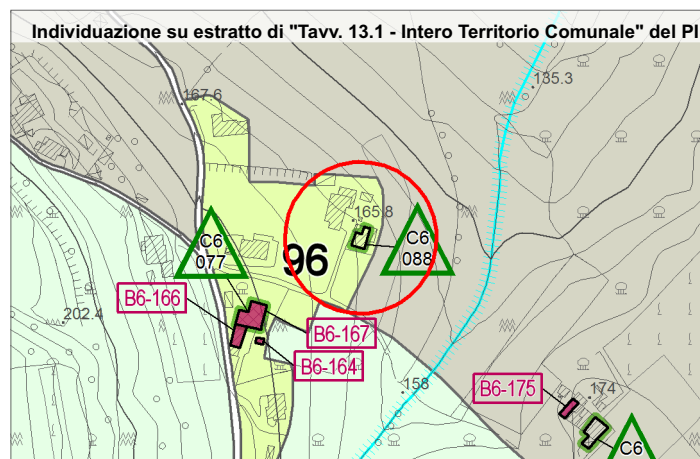 Individuazione su estratto di "Tavv. 13.1 - Intero Territorio Comunale" del PI
167.6
135.3
165.8
C6
077
C6
088
96
B6-166
202.4
B6-167
B6-164
158
B6-175
174
C6